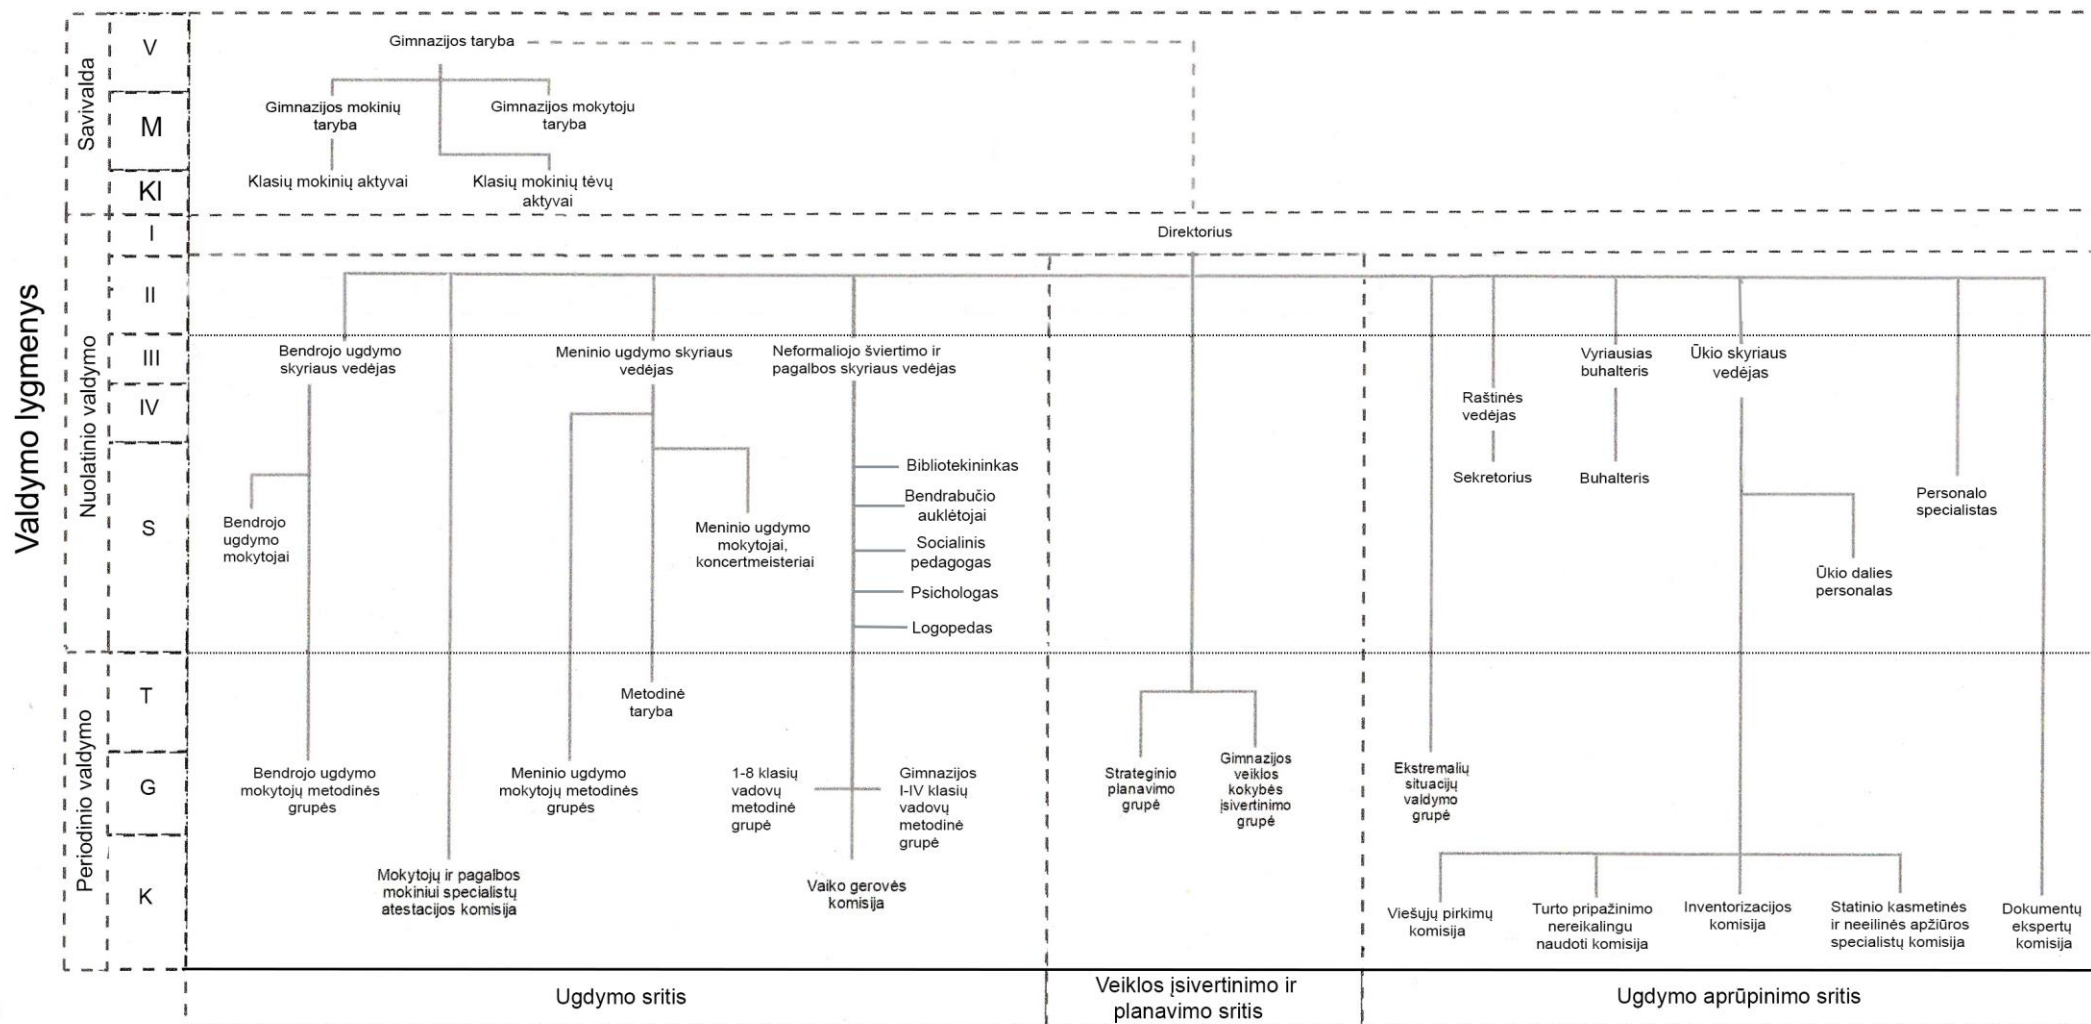 Valdymo lygmenys
Savivalda
Nuolatinio valdymo
Periodinio valdymo
V
Gimnazijos taryba
M
Gimnazijos mokinių
taryba
Gimnazijos mokytoju
taryba
KI
Klasių mokinių aktyvai
Klasių mokinių tėvų
aktyvai
I
Direktorius
II
III
Bendrojo ugdymo
skyriaus vedėjas
Meninio ugdymo skyriaus
vedėjas
Neformaliojo šviertimo ir
pagalbos skyriaus vedėjas
Vyriausias
buhalteris
Ūkio skyriaus
vedėjas
IV
Raštinės
vedėjas
S
Bendrojo
ugdymo
mokytojai
Meninio ugdymo
mokytojai,
koncertmeisteriai
Bibliotekininkas
Bendrabučio
auklėtojai
Socialinis
pedagogas
Psichologas
Logopedas
Sekretorius
Buhalteris
Ūkio dalies
personalas
Personalo
specialistas
T
Metodinė
taryba
G
Bendrojo ugdymo
mokytojų metodinės
grupės
Meninio ugdymo
mokytojų metodinės
grupės
1-8 klasių
vadovų
metodinė
grupė
Gimnazijos
I-IV klasių
vadovų
metodinė
grupė
Strateginio
planavimo
grupė
Gimnazijos
veiklos
kokybės
įsivertinimo
grupė
Ekstremalių
situacijų
valdymo
grupė
K
Mokytojų ir pagalbos
mokiniui specialistų
atestacijos komisija
Vaiko gerovės
komisija
Viešųjų pirkimų
komisija
Turto pripažinimo
nereikalingu
naudoti komisija
Inventorizacijos
komisija
Statinio kasmetinės
ir neeilinės apžiūros
specialistų komisija
Dokumentų
ekspertų
komisija
Ugdymo sritis
Veiklos įsivertinimo ir
planavimo sritis
Ugdymo aprūpinimo sritis